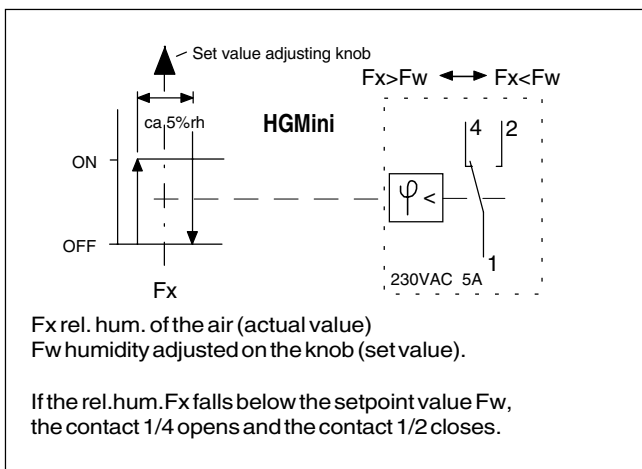 Set value adjusting knob
Fx>Fw Fx<Fw
ca 5%rh
HGMini
4 2
ON
φ <
OFF
1
230VAC 5A
Fx
Fx rel. hum. of the air (actual value)
Fw humidity adjusted on the knob (set value).
If the rel.hum.Fx falls below the setpoint value Fw,
the contact 1/4 opens and the contact 1/2 closes.